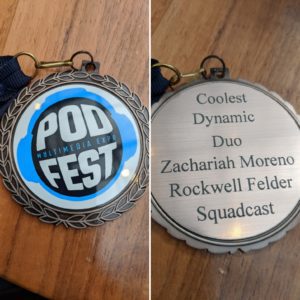 POD
MULTIMEDIA EXPO
FEST
Coolest
Dynamic
Duo
Zachariah Moreno
Rockwell Felder
Squadcast